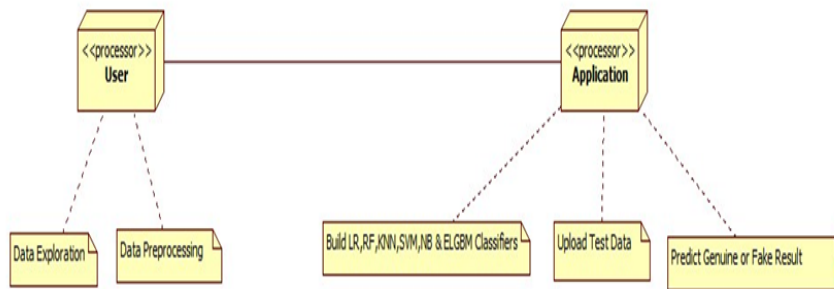 <<processor>>
User
<<processor>>
Application
Data Exploration
Data Preprocessing
Build LR,RF,KNN,SVM,NB & ELGBM Classifiers
Upload Test Data
Predict Genuine or Fake Result